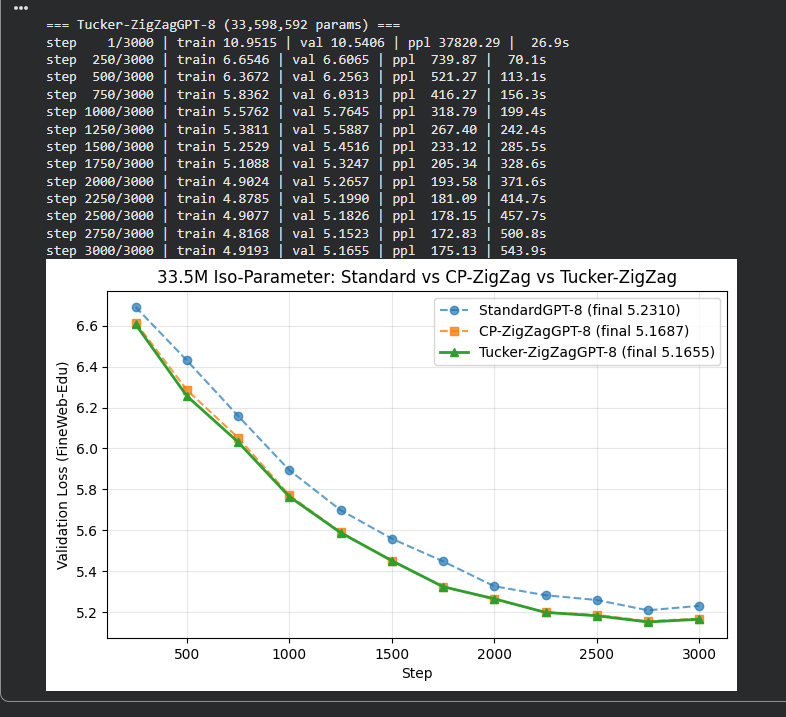 •••
=== Tucker-ZigZagGPT-8 (33,598,592 params) ===
step    1/3000 | train 10.9515 | val 10.5406 | ppl 37820.29 |  26.9s
step  250/3000 | train 6.6546 | val 6.6065 | ppl  739.87 |  70.1s
step  500/3000 | train 6.3672 | val 6.2563 | ppl  521.27 | 113.1s
step  750/3000 | train 5.8362 | val 6.0313 | ppl  416.27 | 156.3s
step 1000/3000 | train 5.5762 | val 5.7645 | ppl  318.79 | 199.4s
step 1250/3000 | train 5.3811 | val 5.5887 | ppl  267.40 | 242.4s
step 1500/3000 | train 5.2529 | val 5.4516 | ppl  233.12 | 285.5s
step 1750/3000 | train 5.1088 | val 5.3247 | ppl  205.34 | 328.6s
step 2000/3000 | train 4.9024 | val 5.2657 | ppl  193.58 | 371.6s
step 2250/3000 | train 4.8785 | val 5.1990 | ppl  181.09 | 414.7s
step 2500/3000 | train 4.9077 | val 5.1826 | ppl  178.15 | 457.7s
step 2750/3000 | train 4.8168 | val 5.1523 | ppl  172.83 | 500.8s
step 3000/3000 | train 4.9193 | val 5.1655 | ppl  175.13 | 543.9s
33.5M Iso-Parameter: Standard vs CP-ZigZag vs Tucker-ZigZag
StandardGPT-8 (final 5.2310)
CP-ZigZagGPT-8 (final 5.1687)
Tucker-ZigZagGPT-8 (final 5.1655)
Validation Loss (FineWeb-Edu)
6.6
6.4
6.2
6.0
5.8
5.6
5.4
5.2
500 1000 1500 2000 2500 3000
Step